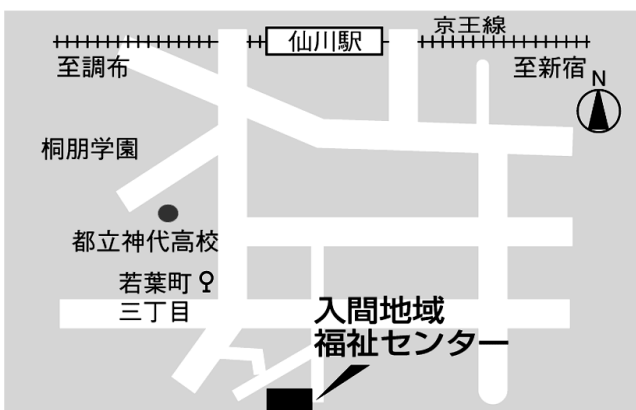 京王線
仙川駅
至調布
至新宿
N
桐朋学園
都立神代高校
若葉町
三丁目
入間地域
福祉センター